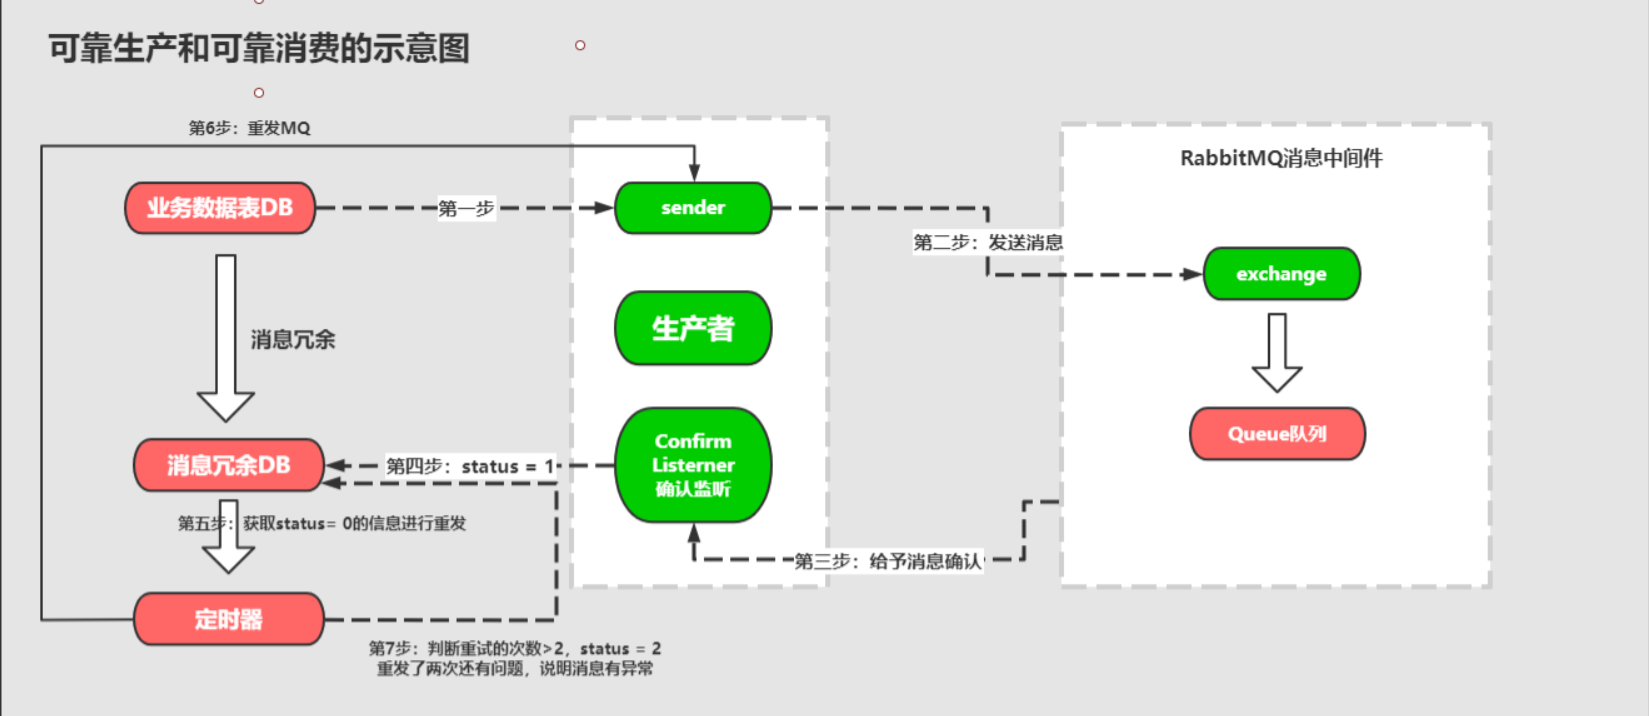 可靠生产和可靠消费的示意图
第6步：重发MQ
RabbitMQ消息中间件
业务数据表DB
第一步
sender
第二步：发送消息
exchange
生产者
消息冗余
Queue队列
Confirm
Listerner
确认监听
消息冗余DB
第四步：status = 1
第五步：获取status= 0的信息进行重发
第三步：给予消息确认
定时器
第7步：判断重试的次数>2，status = 2
重发了两次还有问题，说明消息有异常